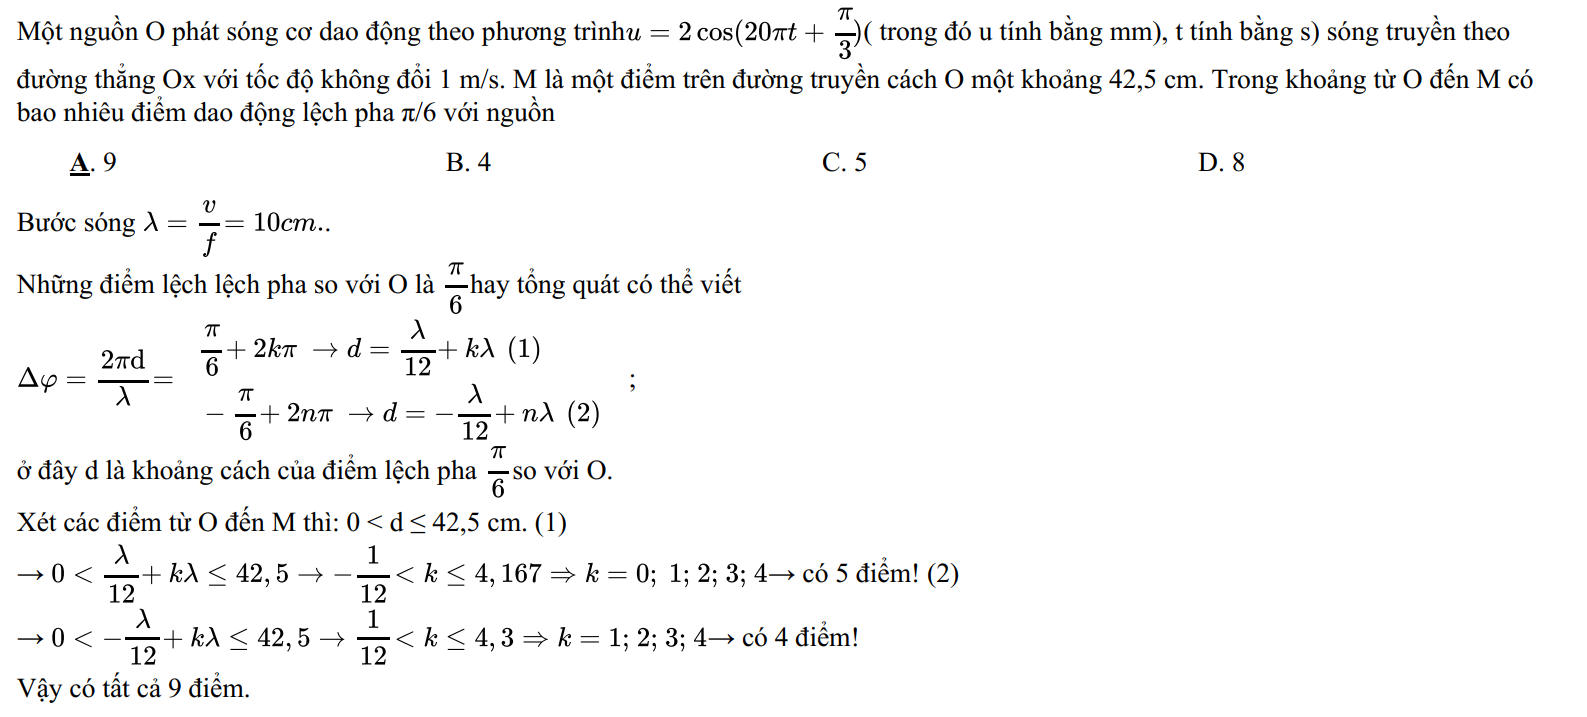 Một nguồn O phát sóng cơ dao động theo phương trình$u = 2\cos(20\pi t + \frac{\pi}{3})$( trong đó u tính bằng mm), t tính bằng s) sóng truyền theo
đường thẳng Ox với tốc độ không đổi 1 m/s. M là một điểm trên đường truyền cách O một khoảng 42,5 cm. Trong khoảng từ O đến M có
bao nhiêu điểm dao động lệch pha π/6 với nguồn
A. 9 B. 4 C. 5 D. 8
Bước sóng $\lambda = \frac{v}{f} = 10cm.$.
Những điểm lệch lệch pha so với O là $\frac{\pi}{6}$hay tổng quát có thể viết
$\Delta\varphi = \frac{2\pi d}{\lambda} = \begin{matrix} \frac{\pi}{6} + 2k\pi \to d = \frac{\lambda}{12} + k\lambda\ (1) \\ -\frac{\pi}{6} + 2n\pi \to d = -\frac{\lambda}{12} + n\lambda\ (2) \end{matrix}$ ;
ở đây d là khoảng cách của điểm lệch pha $\frac{\pi}{6}$so với O.
Xét các điểm từ O đến M thì: 0 < d ≤ 42,5 cm. (1)
$\to 0 < \frac{\lambda}{12} + k\lambda \le 42,5 \to -\frac{1}{12} < k \le 4,167 \Rightarrow k = 0;\ 1; 2; 3; 4$→ có 5 điểm! (2)
$\to 0 < -\frac{\lambda}{12} + k\lambda \le 42,5 \to \frac{1}{12} < k \le 4,3 \Rightarrow k = 1; 2; 3; 4$→ có 4 điểm!
Vậy có tất cả 9 điểm.